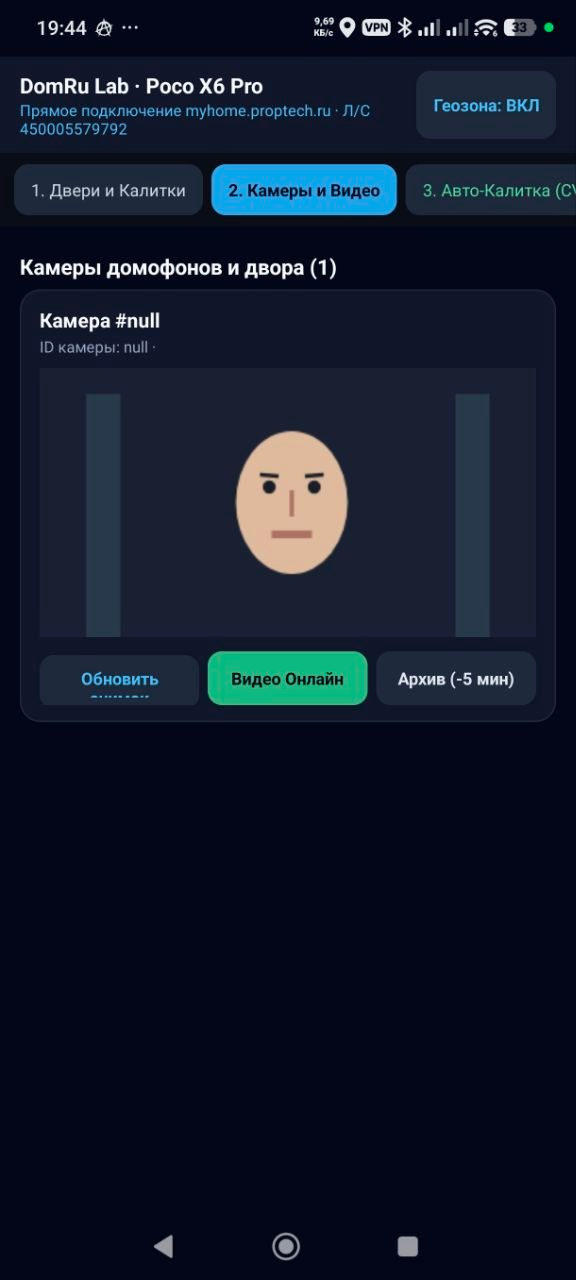 19:44
9,69
КБ/с
VPN
6
33
DomRu Lab · Poco X6 Pro
Прямое подключение myhome.proptech.ru · Л/С
450005579792
Геозона: ВКЛ
1. Двери и Калитки
2. Камеры и Видео
3. Авто-Калитка (CV
Камеры домофонов и двора (1)
Камера #null
ID камеры: null ·
Обновить
Видео Онлайн
Архив (-5 мин)